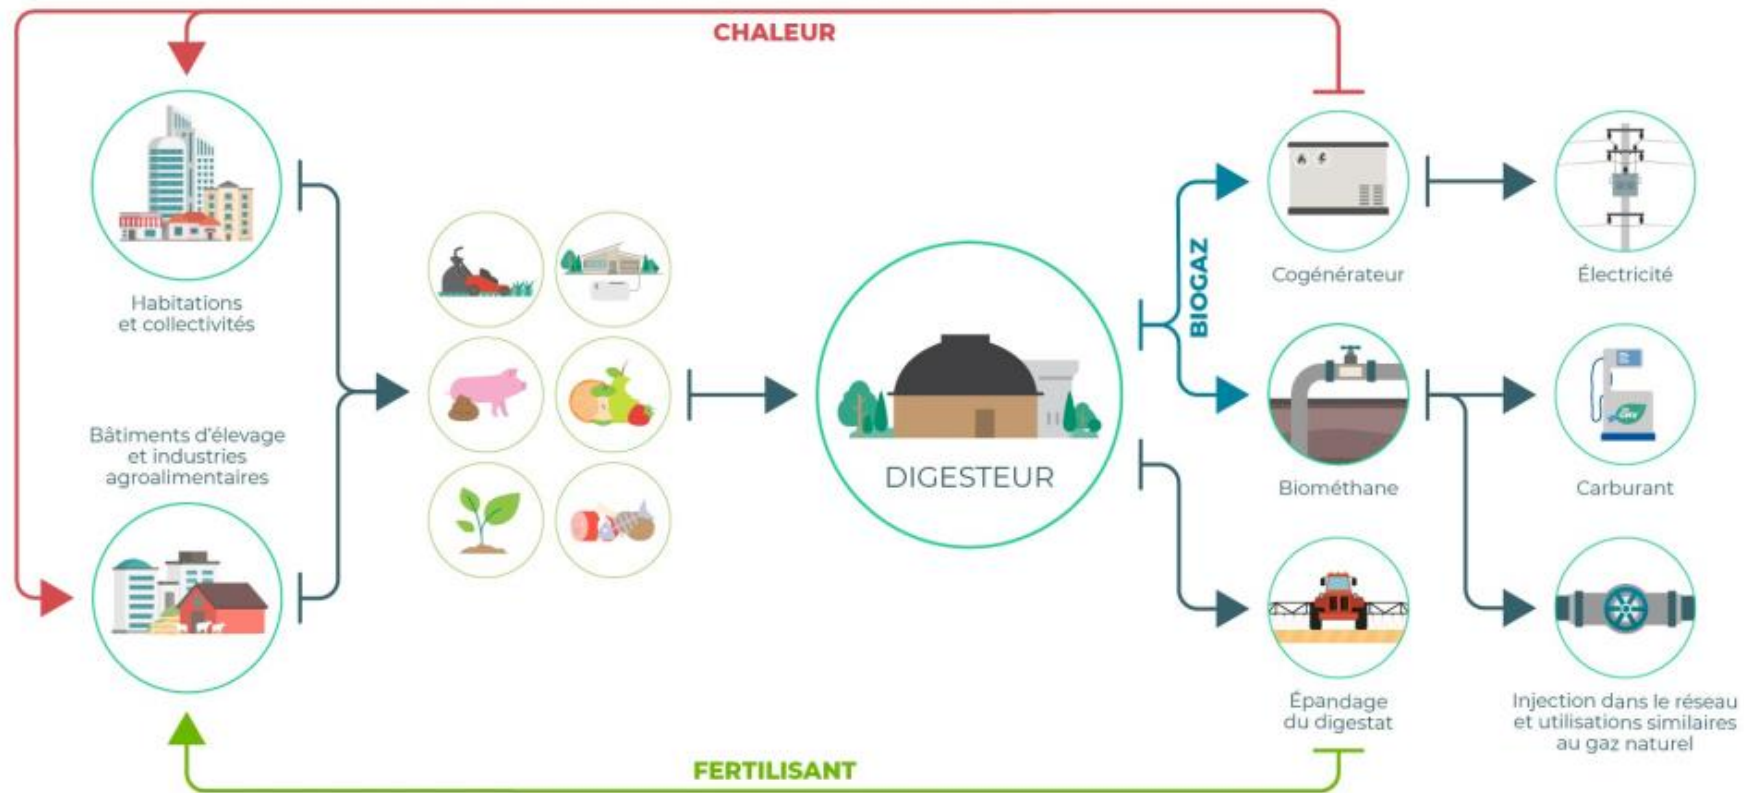 CHALEUR
Habitations
et collectivités
Bâtiments d'élevage
et industries
agroalimentaires
DIGESTEUR
BIOGAZ
Cogénérateur
Électricité
Biométhane
Carburant
Épandage
du digestat
Injection dans le réseau
et utilisations similaires
au gaz naturel
FERTILISANT